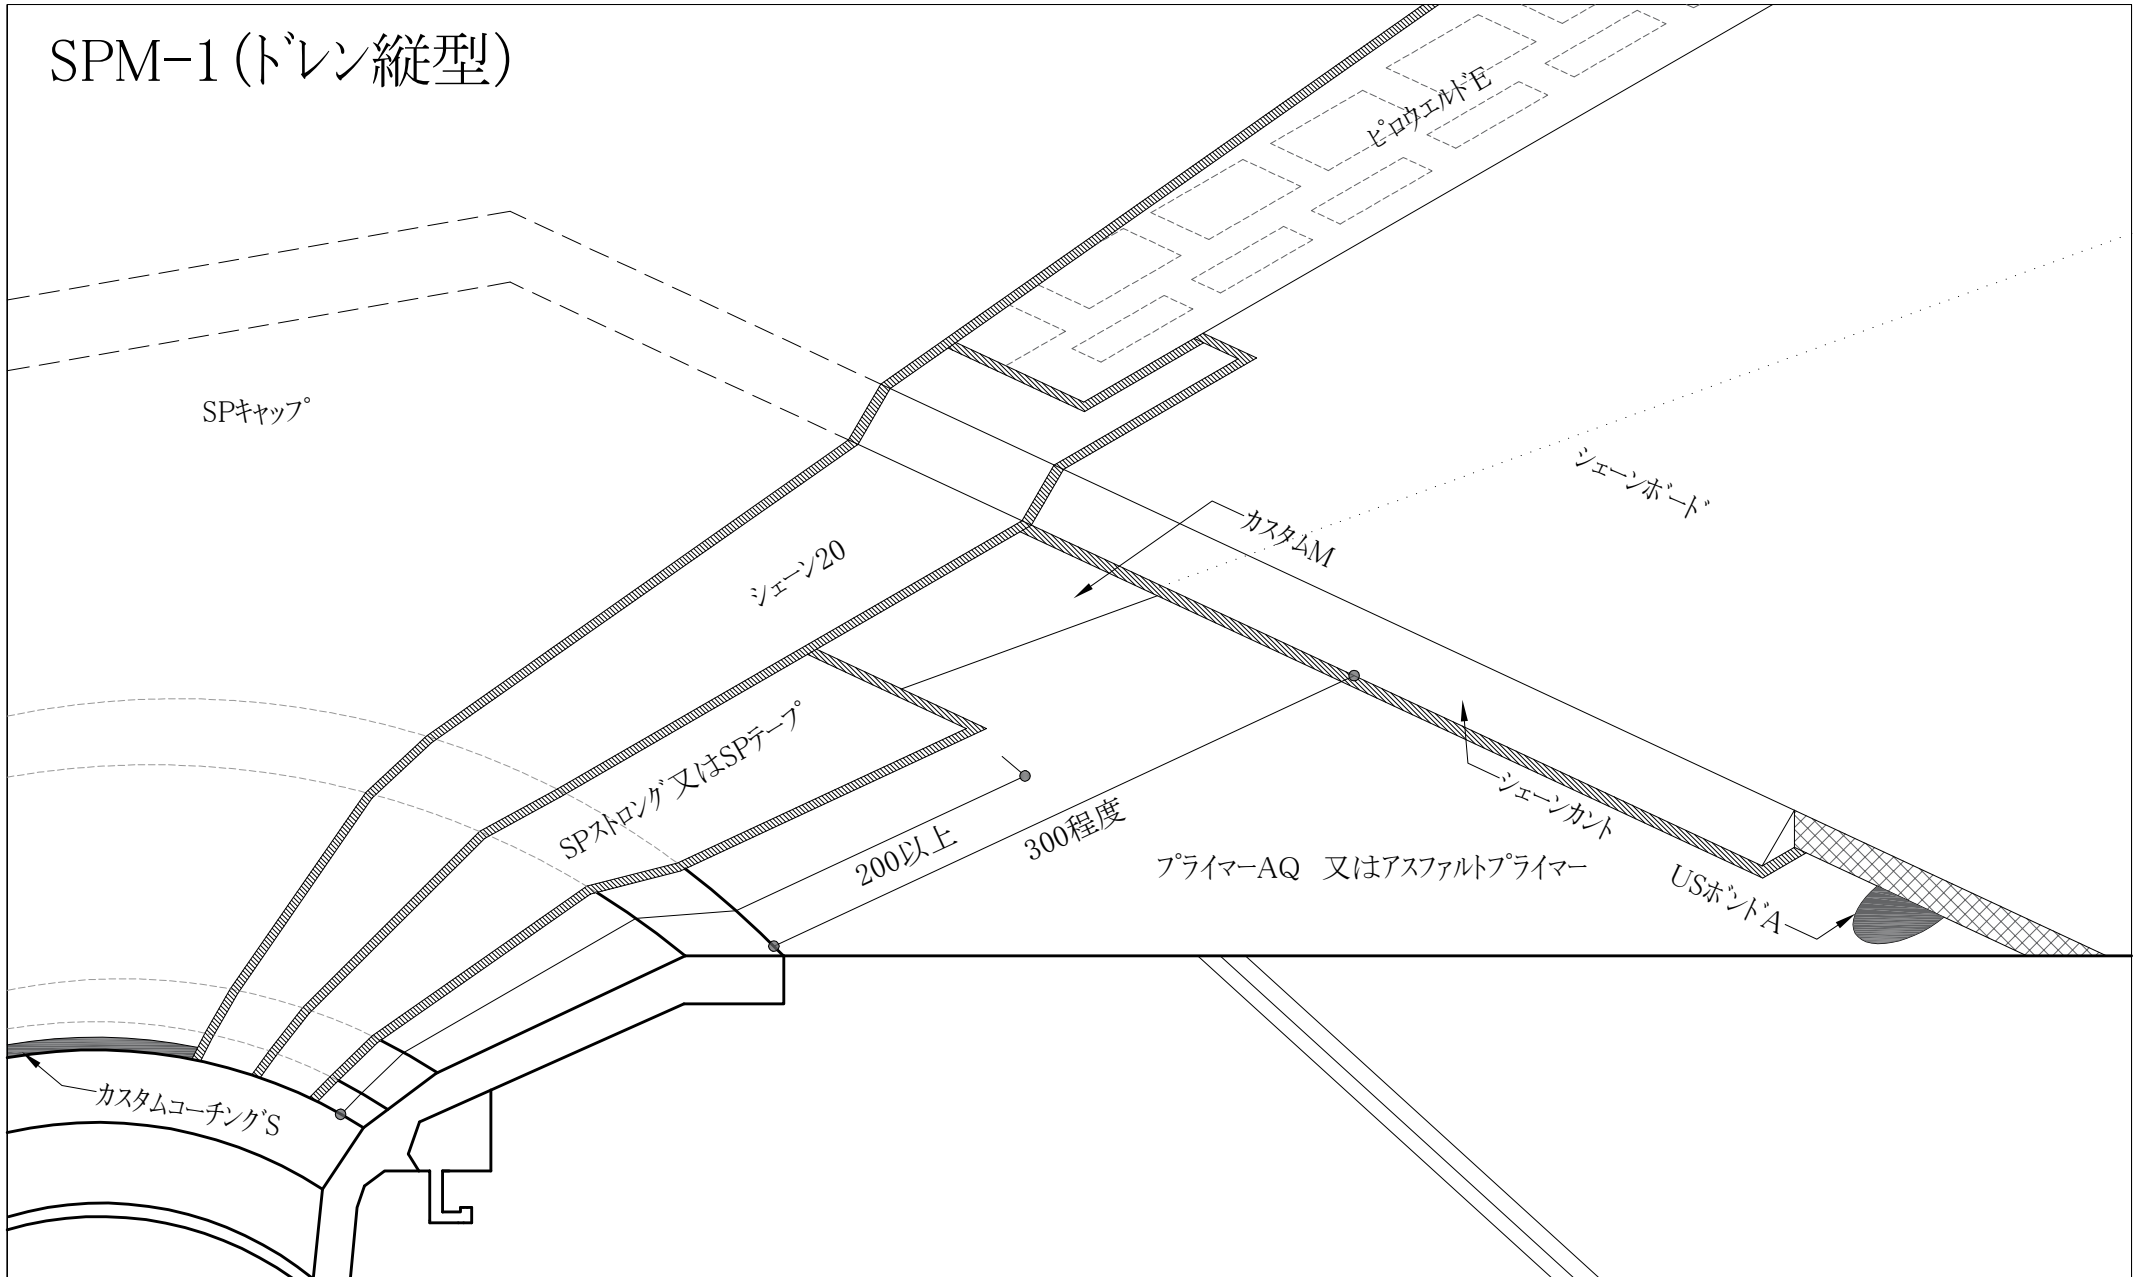 SPM-1(ドレン縦型)
ピロウェルドE
SPキャップ
シェーンボード
カスタムM
シェーン20
SPストロング又はSPテープ
シェーンカント
300程度
200以上
プライマーAQ 又はアスファルトプライマー
USボンドA
カスタムコーチングS